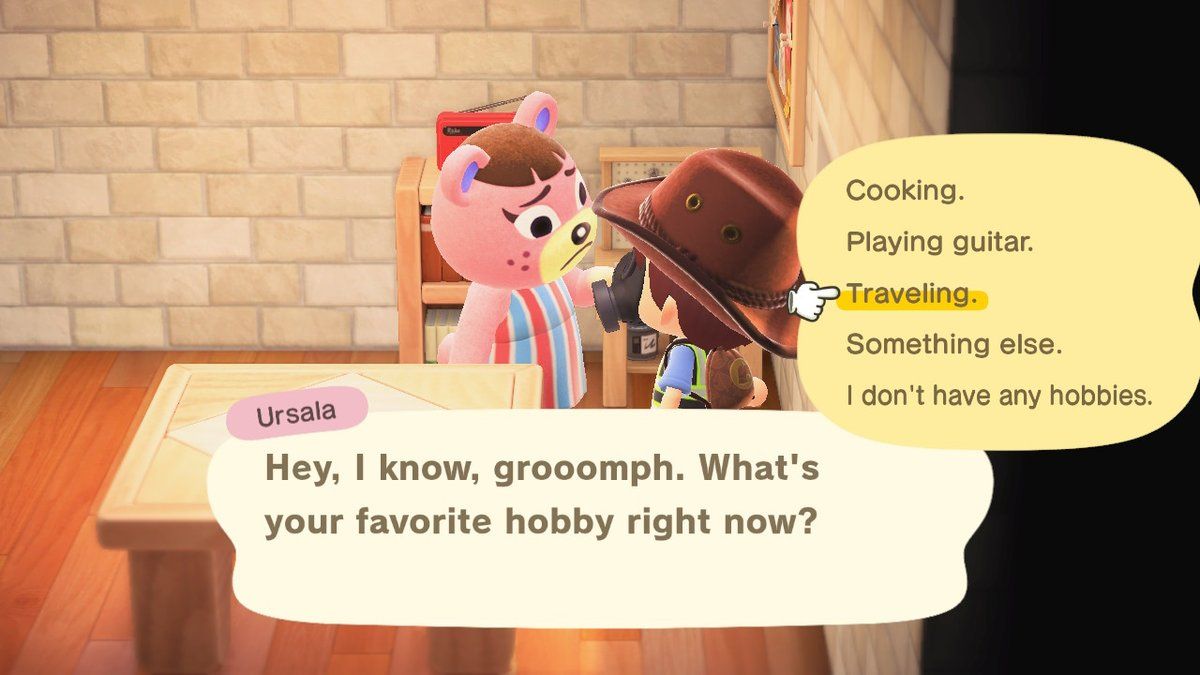 Ursala
Hey, I know, grooomph. What's
your favorite hobby right now?
Cooking.
Playing guitar.
Traveling.
Something else.
I don't have any hobbies.